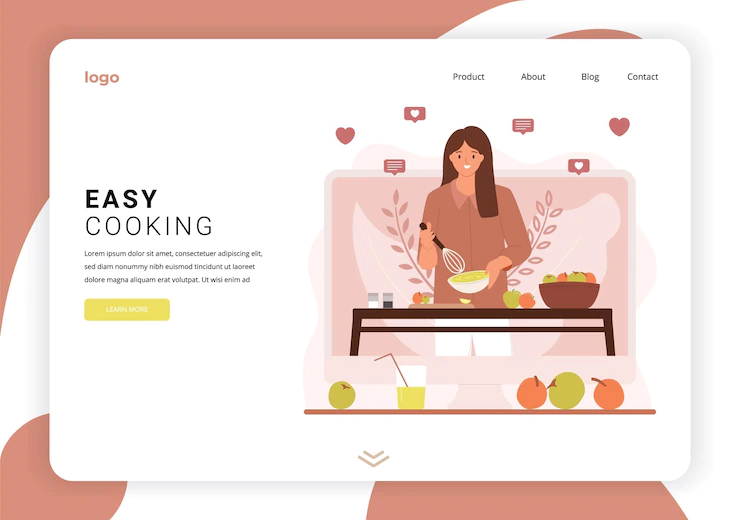 logo
Product About Blog Contact
EASY
COOKING
Lorem ipsum dolor sit amet, consectetuer adipiscing elit,
sed diam nonummy nibh euismod tincidunt ut laoreet
dolore magna aliquam erat volutpat. Ut wisi enim ad
LEARN MORE